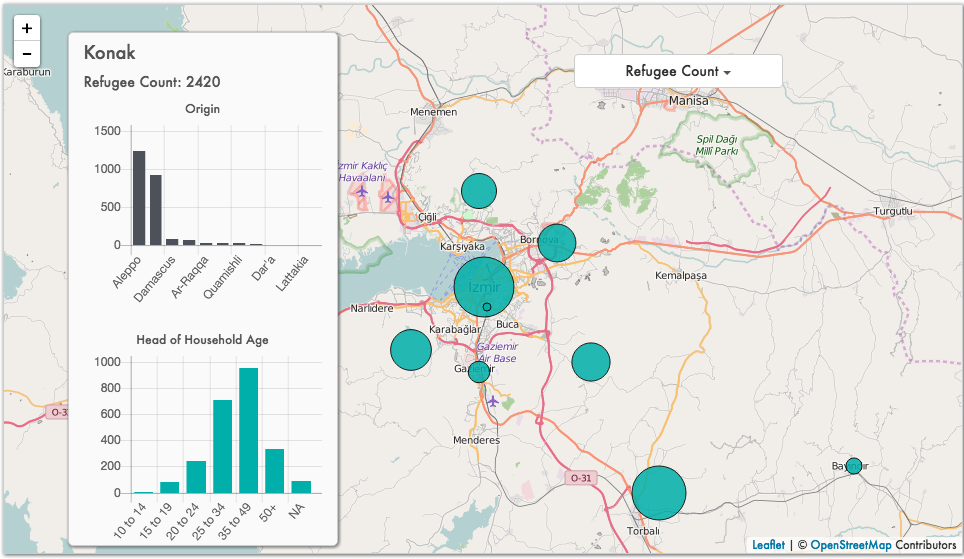 +
−
Karaburun
Konak
Refugee Count: 2420
Origin
1500
1000
500
0
Aleppo
Damascus
Ar-Raqqa
Quamishli
Dar'a
Lattakia
Head of Household Age
1000
800
600
400
200
0
10 to 14
15 to 19
20 to 24
25 to 34
35 to 49
50+
NA
Refugee Count
Manisa
Menemen
Spil Dağı
Milli Parkı
İzmir Kaklıç
Havaalanı
Çiğli
Turgutlu
Karşıyaka
Bornova
Kemalpaşa
Izmir
Narlıdere
Karabağlar
Buca
Gaziemir
Air Base
Gaziemir
O-3
Menderes
O-31
Bayındır
Torbalı
Leaflet | © OpenStreetMap Contributors